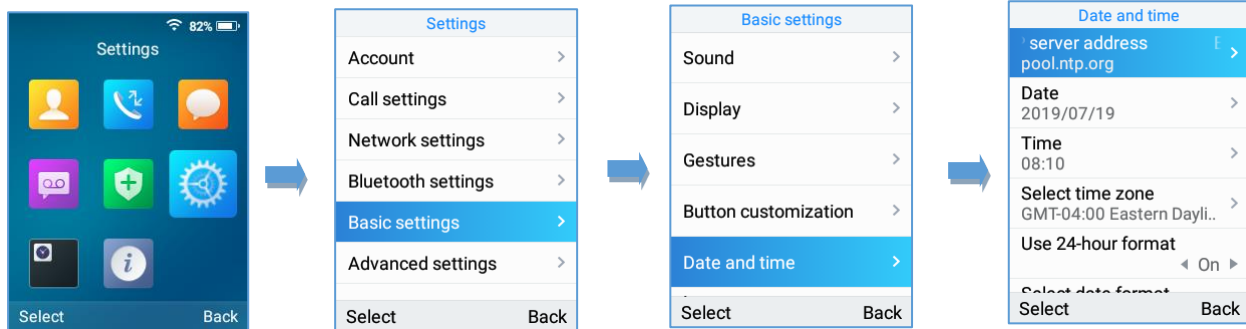 82%
Settings
Select Back
Settings
Account
Call settings
Network settings
Bluetooth settings
Basic settings
Advanced settings
Select Back
Basic settings
Sound
Display
Gestures
Button customization
Date and time
Select Back
Date and time
server address
pool.ntp.org
Date
2019/07/19
Time
08:10
Select time zone
GMT-04:00 Eastern Dayli..
Use 24-hour format
On
Select date format
Select Back